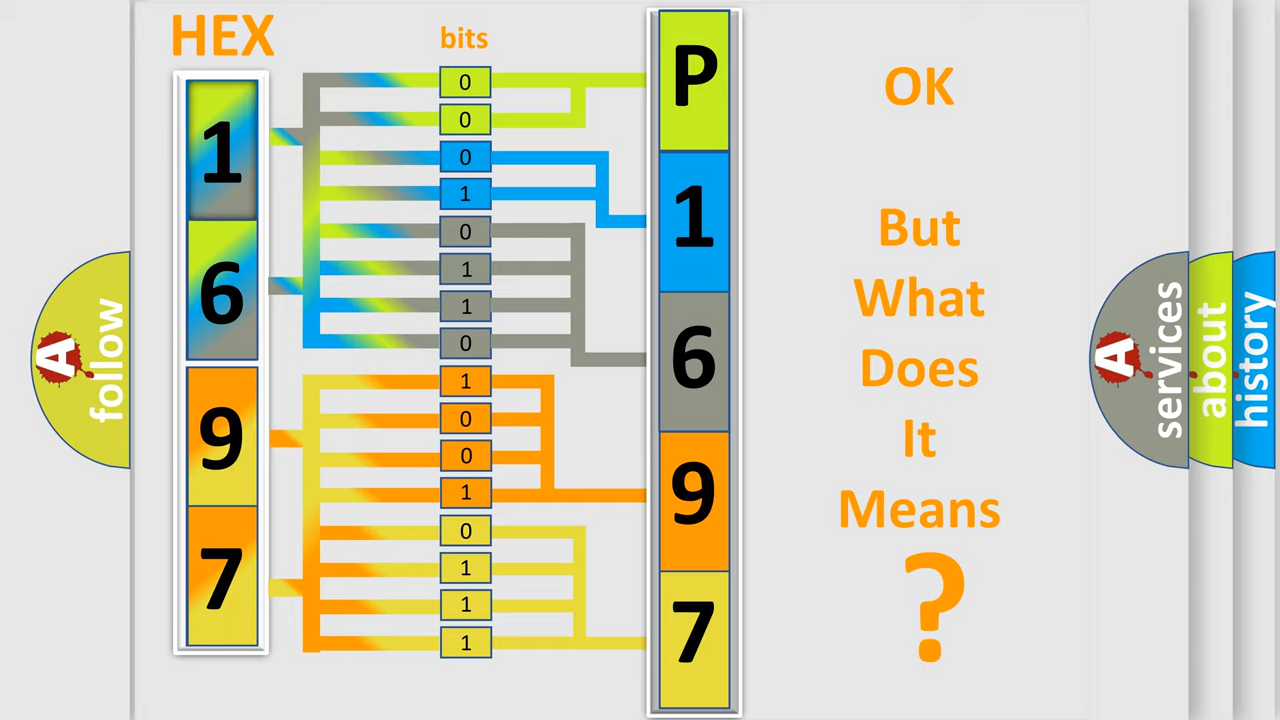 HEX
bits
1
6
9
7
0
0
0
1
0
1
1
0
1
0
0
1
0
1
1
1
P
1
6
9
7
OK
But
What
Does
It
Means
?
A
follow
A
services
about
history